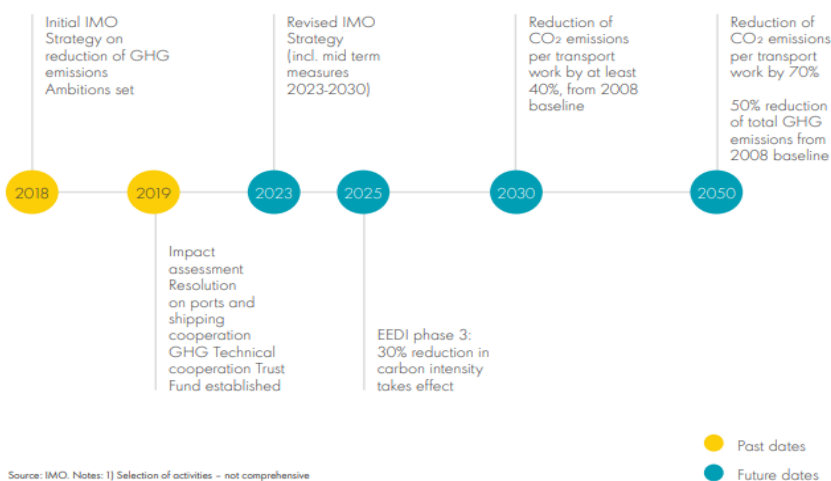 Initial IMO
Strategy on
reduction of GHG
emissions
Ambitions set
Revised IMO
Strategy
(incl. mid term
measures
2023-2030)
Reduction of
CO₂ emissions
per transport
work by at least
40%, from 2008
baseline
Reduction of
CO₂ emissions
per transport
work by 70%
50% reduction
of total GHG
emissions from
2008 baseline
2018
2019
2023
2025
2030
2050
Impact
assessment
Resolution
on ports and
shipping
cooperation
GHG Technical
cooperation Trust
Fund established
EEDI phase 3:
30% reduction in
carbon intensity
takes effect
Past dates
Future dates
Source: IMO. Notes: 1) Selection of activities – not comprehensive